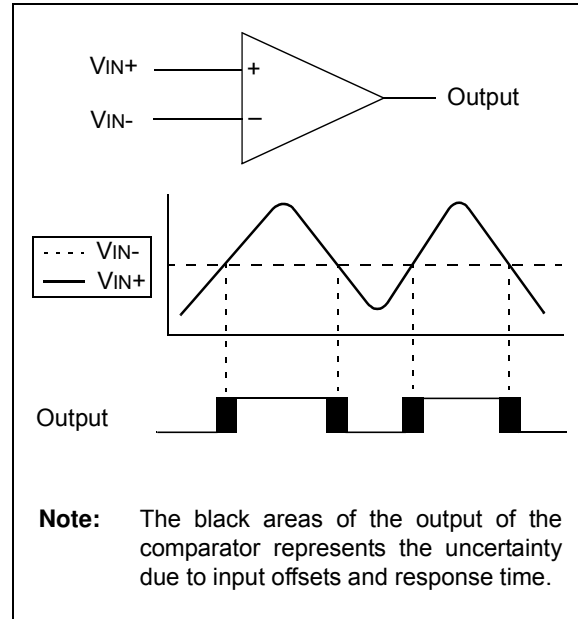 VIN+
+
Output
VIN-
−
VIN-
VIN+
Output
Note: The black areas of the output of the
comparator represents the uncertainty
due to input offsets and response time.